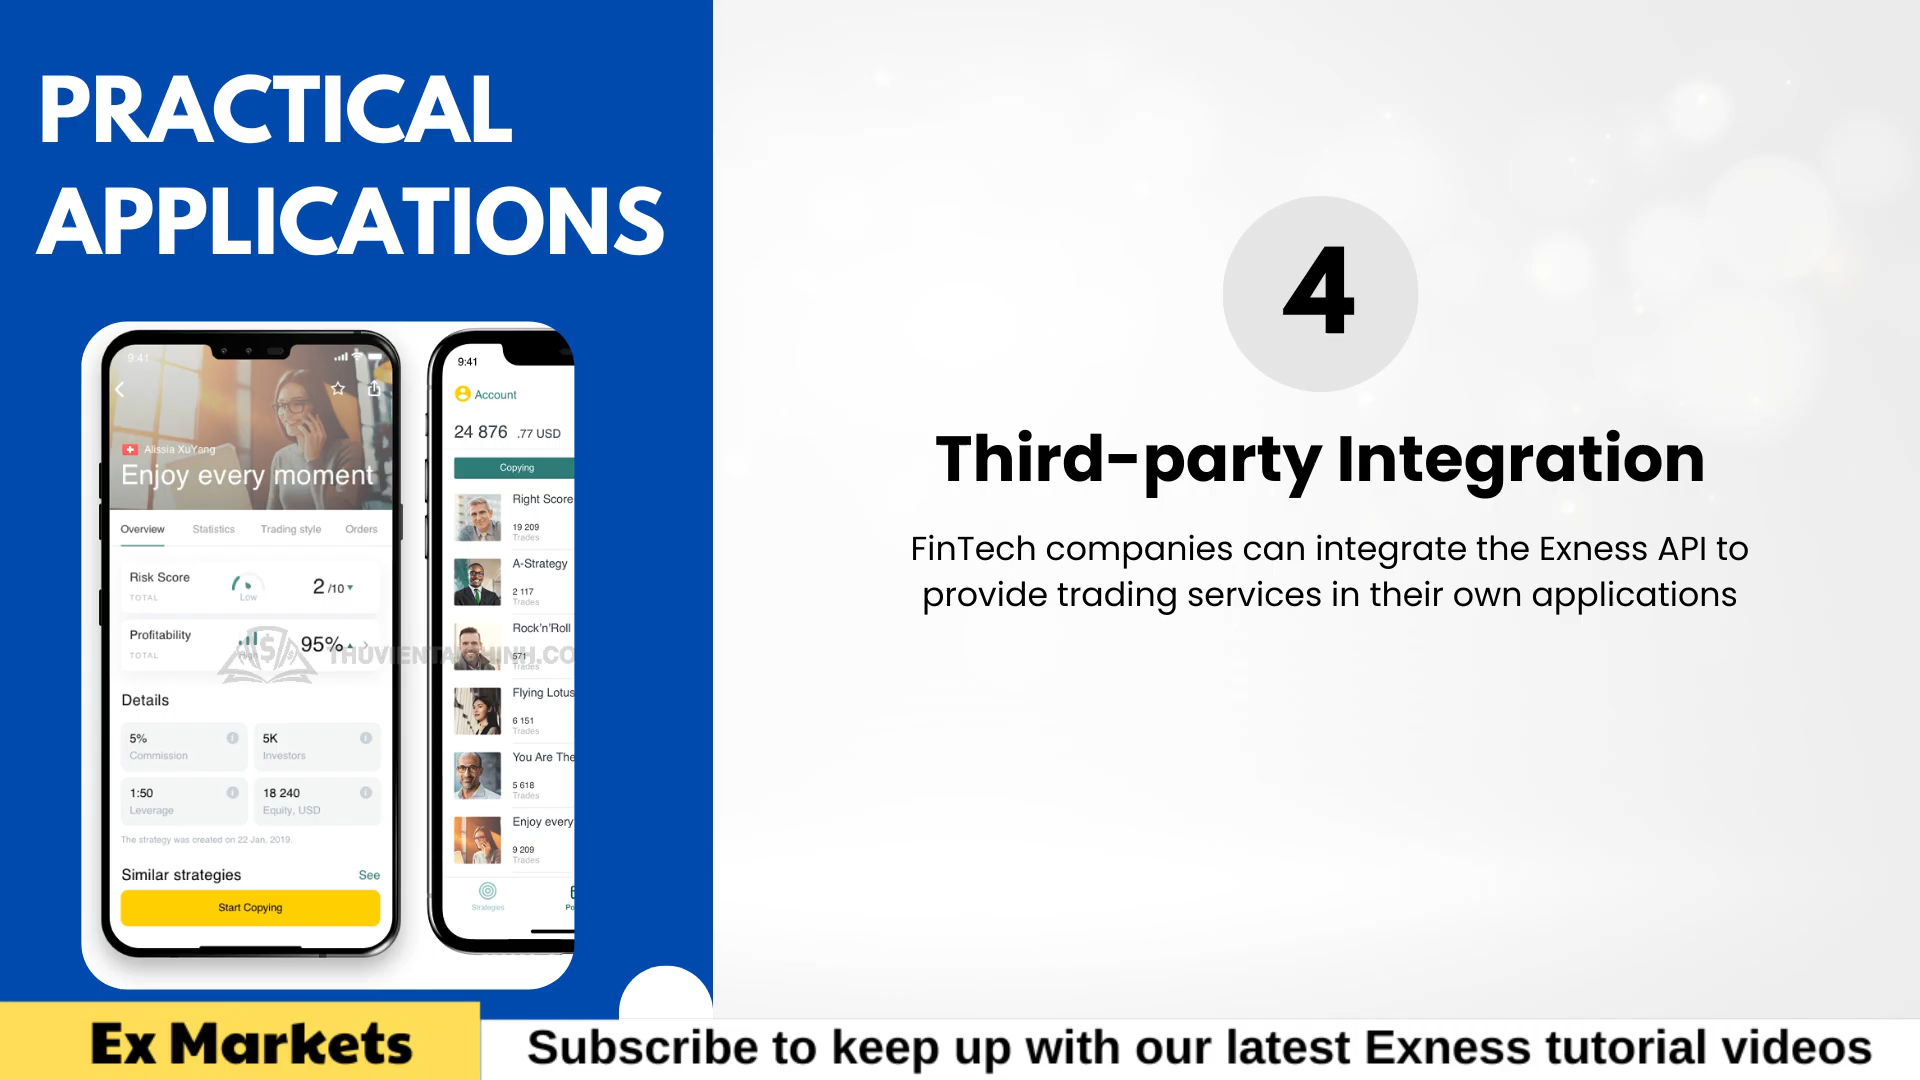 PRACTICAL
APPLICATIONS
9:41
Alissia XuYang
Enjoy every moment
Overview Statistics Trading style Orders
Risk Score
TOTAL
Low
2 /10
Profitability
TOTAL
95%
Details
5%
Commission
5K
Investors
1:50
Leverage
18 240
Equity, USD
The strategy was created on 22 Jan, 2019.
Similar strategies See
Start Copying
9:41
Account
24 876 .77 USD
Copying
Right Score
19 209
Trades
A-Strategy
2 117
Trades
Rock'n'Roll
571
Trades
Flying Lotus
6 151
Trades
You Are The
5 618
Trades
Enjoy every
9 209
Trades
Strategies
4
Third-party Integration
FinTech companies can integrate the Exness API to
provide trading services in their own applications
Ex Markets
Subscribe to keep up with our latest Exness tutorial videos